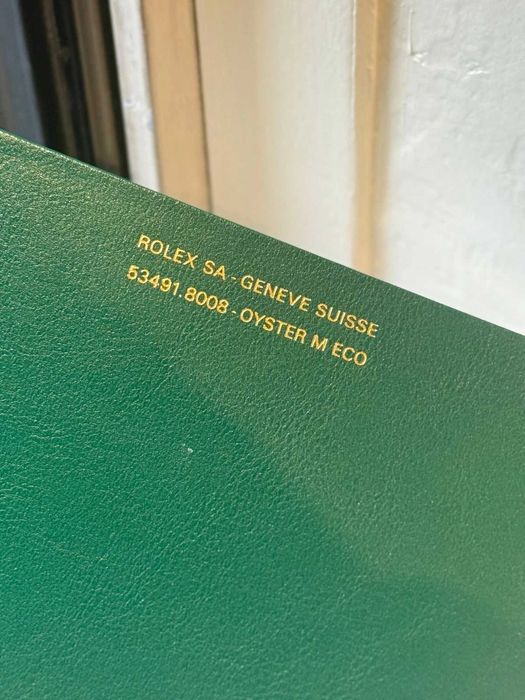 ROLEX SA - GENEVE SUISSE
53491.8008 - OYSTER M ECO